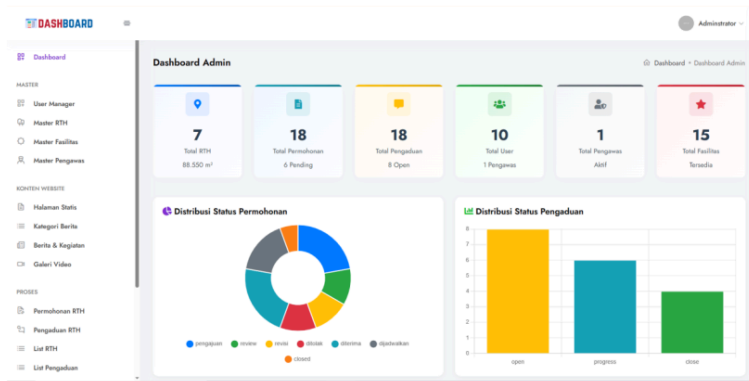 DASHBOARD
Adminstrator
Dashboard
MASTER
User Manager
Master RTH
Master Fasilitas
Master Pengawas
KONTEN WEBSITE
Halaman Statis
Kategori Berita
Berita & Kegiatan
Galeri Video
PROSES
Permohonan RTH
Pengaduan RTH
List RTH
List Pengaduan
Dashboard Admin
Dashboard • Dashboard Admin
7
Total RTH
88.550 m²
18
Total Permohonan
6 Pending
18
Total Pengaduan
8 Open
10
Total User
1 Pengawas
1
Total Pengawas
Aktif
15
Total Fasilitas
Tersedia
Distribusi Status Permohonan
pengajuan review revisi ditolak diterima dijadwalkan
closed
Distribusi Status Pengaduan
8
7
6
5
4
3
2
1
0
open progress close